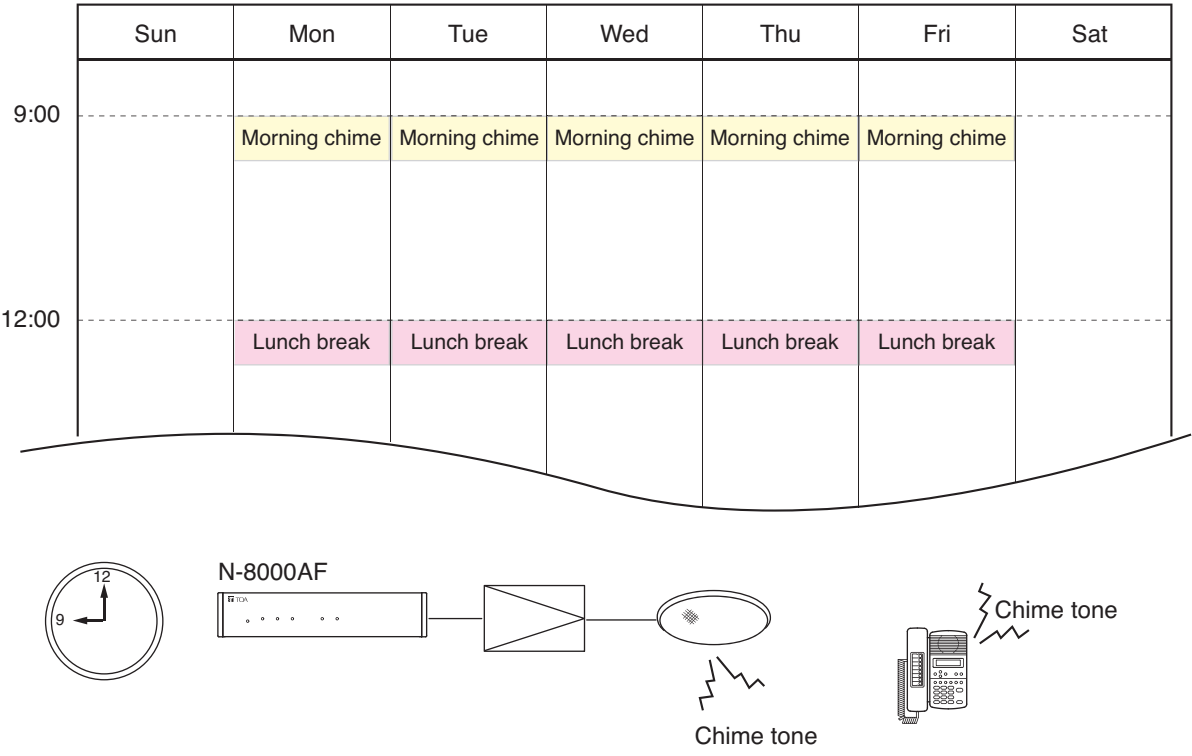 Sun Mon Tue Wed Thu Fri Sat
9:00
Morning chime Morning chime Morning chime Morning chime Morning chime
12:00
Lunch break Lunch break Lunch break Lunch break Lunch break
N-8000AF
12
9
TOA
Chime tone
Chime tone